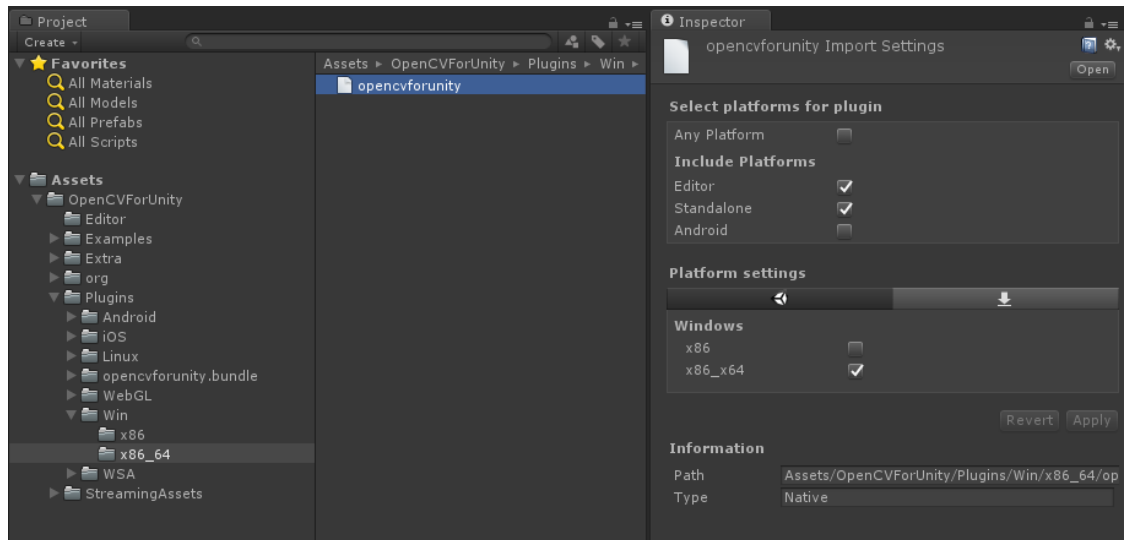 Project
Create
Favorites
All Materials
All Models
All Prefabs
All Scripts
Assets
OpenCVForUnity
Editor
Examples
Extra
org
Plugins
Android
iOS
Linux
opencvforunity.bundle
WebGL
Win
x86
x86_64
WSA
StreamingAssets
Assets ▸ OpenCVForUnity ▸ Plugins ▸ Win ▸
opencvforunity
Inspector
opencvforunity Import Settings
Open
Select platforms for plugin
Any Platform
Include Platforms
Editor
Standalone
Android
Platform settings
Windows
x86
x86_x64
Revert Apply
Information
Path Assets/OpenCVForUnity/Plugins/Win/x86_64/op
Type Native